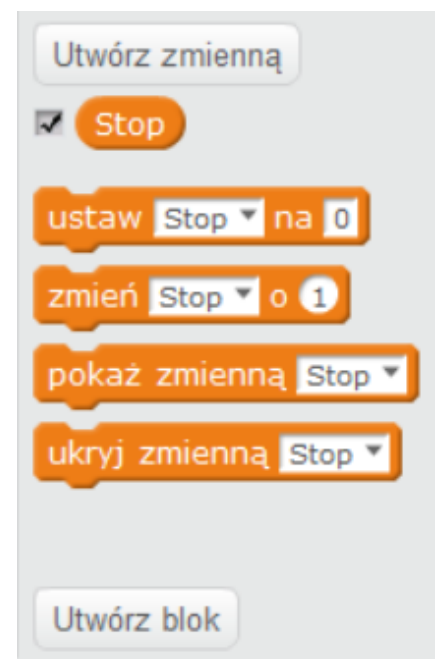 Utwórz zmienną
Stop
ustaw Stop na 0
zmień Stop o 1
pokaż zmienną Stop
ukryj zmienną Stop
Utwórz blok